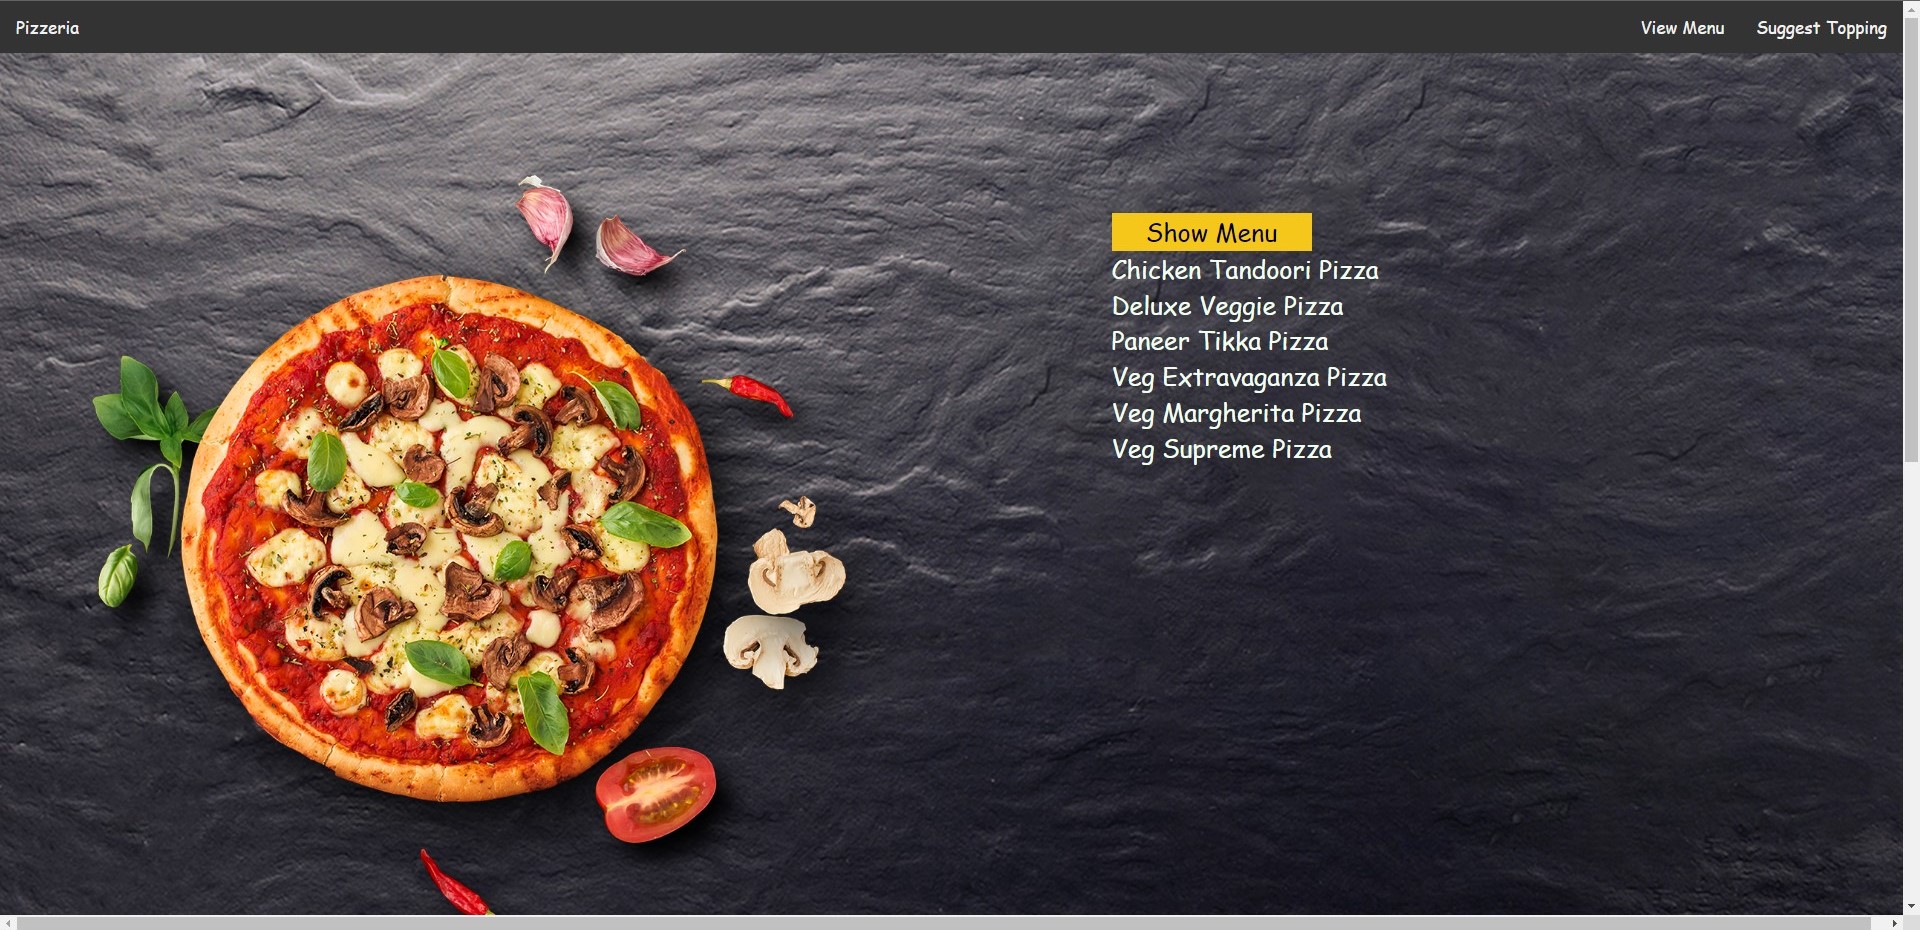 Pizzeria
View Menu
Suggest Topping
Show Menu
Chicken Tandoori Pizza
Deluxe Veggie Pizza
Paneer Tikka Pizza
Veg Extravaganza Pizza
Veg Margherita Pizza
Veg Supreme Pizza